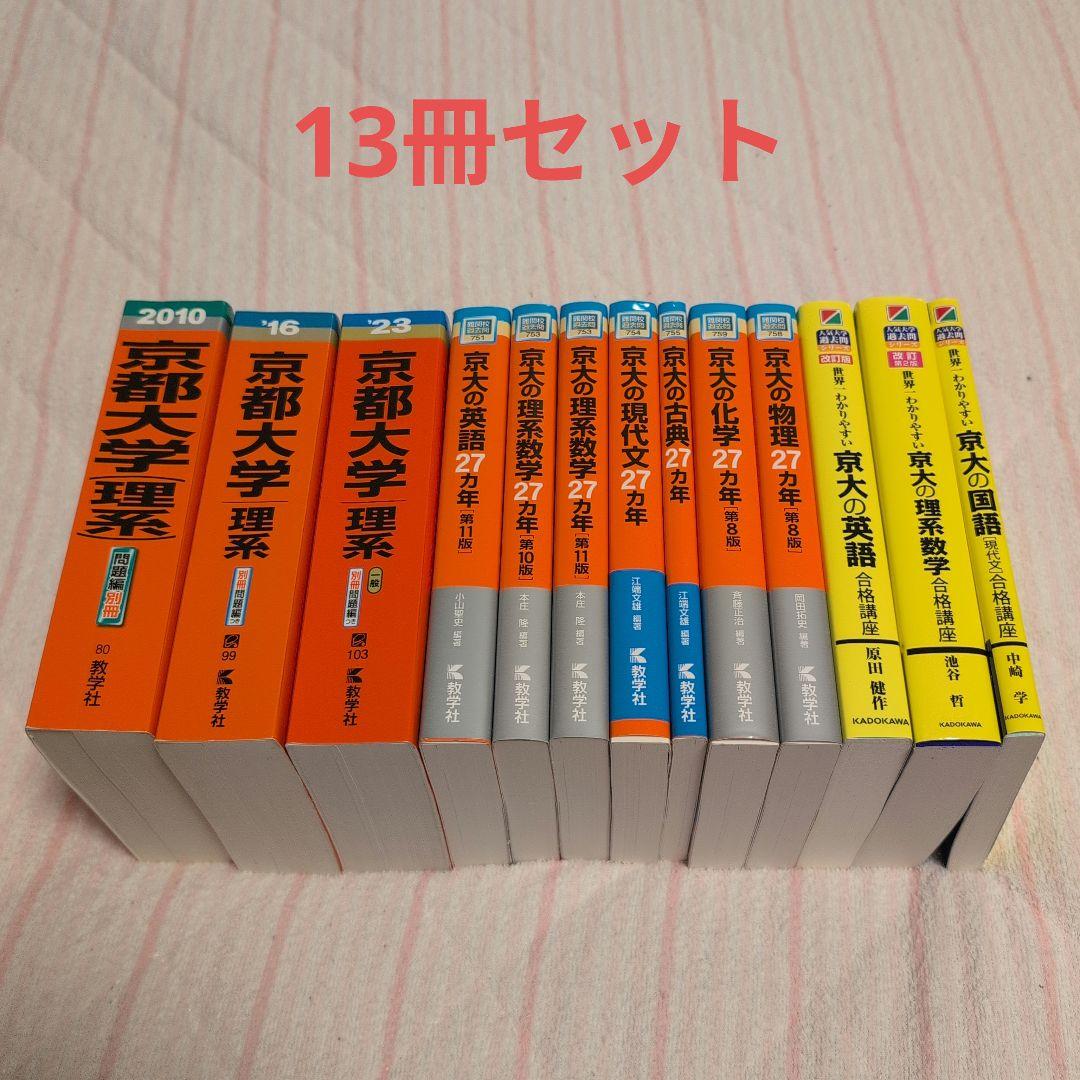 13冊セット
2010
京都大学(理系)
問題編別冊
80
教学社
'16
京都大学
理系
別冊問題編つき
99
教学社
'23
京都大学
理系
一般
別冊問題編つき
103
教学社
難関校過去問
751
京大の英語27カ年[第11版]
小山 編著
教学社
難関校過去問
753
京大の理系数学27カ年[第10版]
本庄 隆 編著
教学社
難関校過去問
753
京大の理系数学27カ年[第11版]
本庄 隆 編著
教学社
難関校過去問
754
京大の現代文27カ年
江端文雄 編著
教学社
難関校過去問
755
京大の古典27カ年
江端文雄 編著
教学社
難関校過去問
759
京大の化学27カ年[第8版]
斉藤正治 編著
教学社
難関校過去問
758
京大の物理27カ年[第8版]
岡田拓史 編著
教学社
人気大学過去問シリーズ
改訂版
世界一わかりやすい
京大の英語
合格講座
原田 健作
KADOKAWA
人気大学過去問シリーズ
改訂第2版
世界一わかりやすい
京大の理系数学
合格講座
池谷 哲
KADOKAWA
人気大学過去問シリーズ
世界一わかりやすい
京大の国語[現代文]
合格講座
中崎 学
KADOKAWA